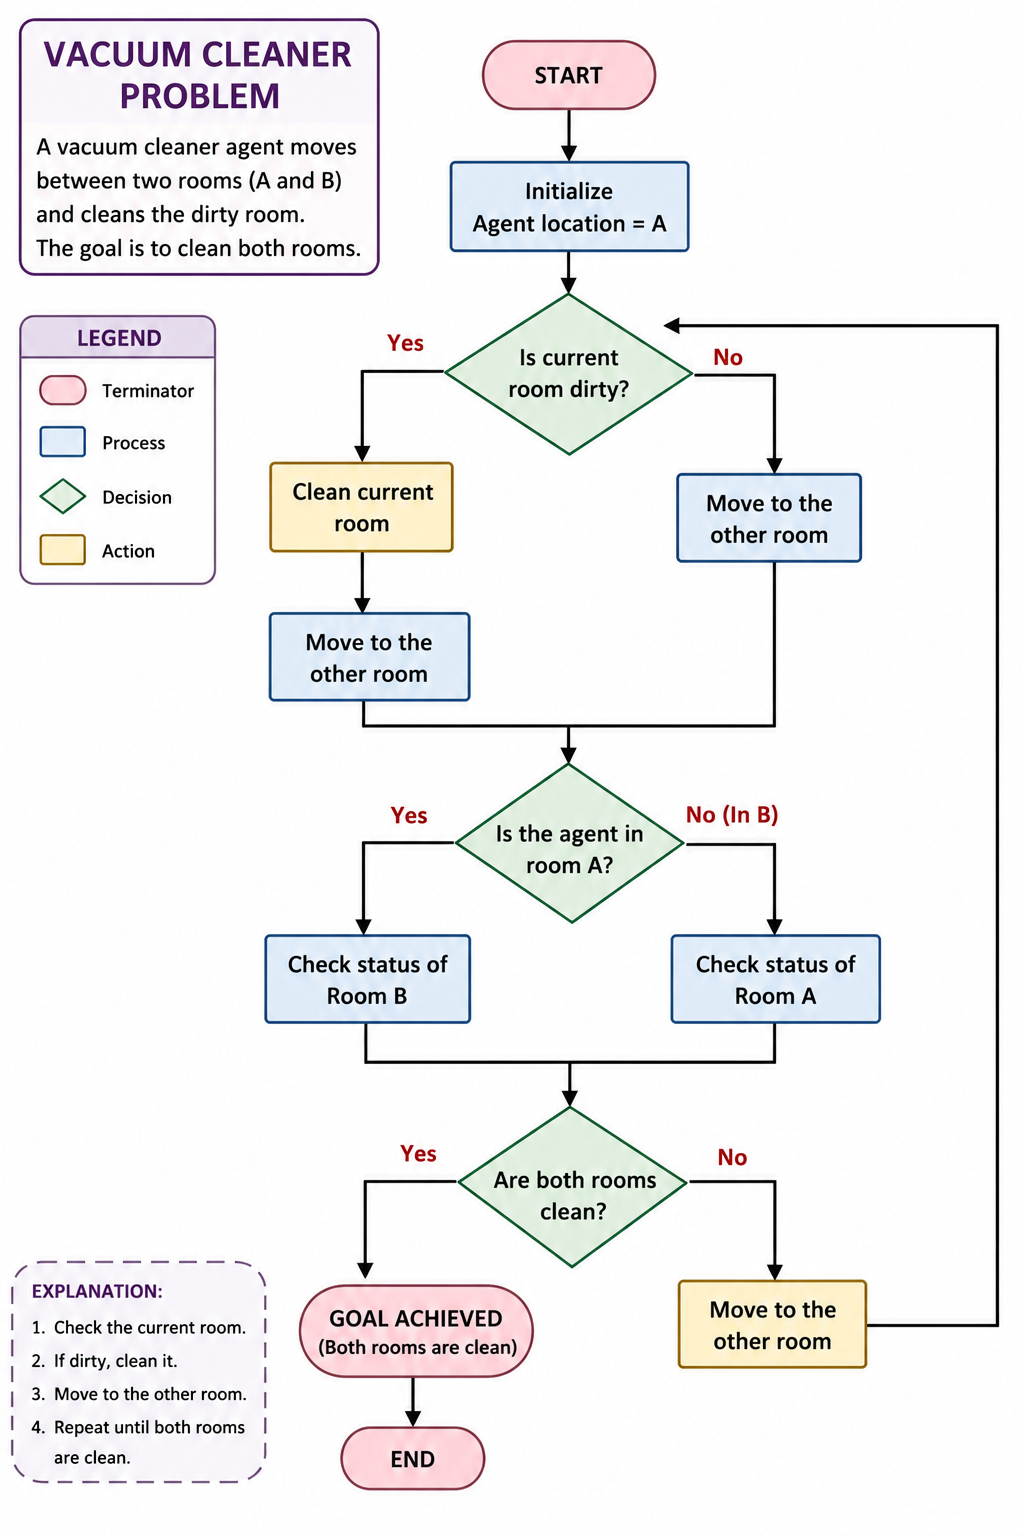 VACUUM CLEANER
PROBLEM
A vacuum cleaner agent moves
between two rooms (A and B)
and cleans the dirty room.
The goal is to clean both rooms.
LEGEND
Terminator
Process
Decision
Action
START
Initialize
Agent location = A
Is current
room dirty?
Yes
No
Clean current
room
Move to the
other room
Move to the
other room
Is the agent in
room A?
Yes
No (In B)
Check status of
Room B
Check status of
Room A
Are both rooms
clean?
Yes
No
GOAL ACHIEVED
(Both rooms are clean)
Move to the
other room
END
EXPLANATION:
1. Check the current room.
2. If dirty, clean it.
3. Move to the other room.
4. Repeat until both rooms
are clean.